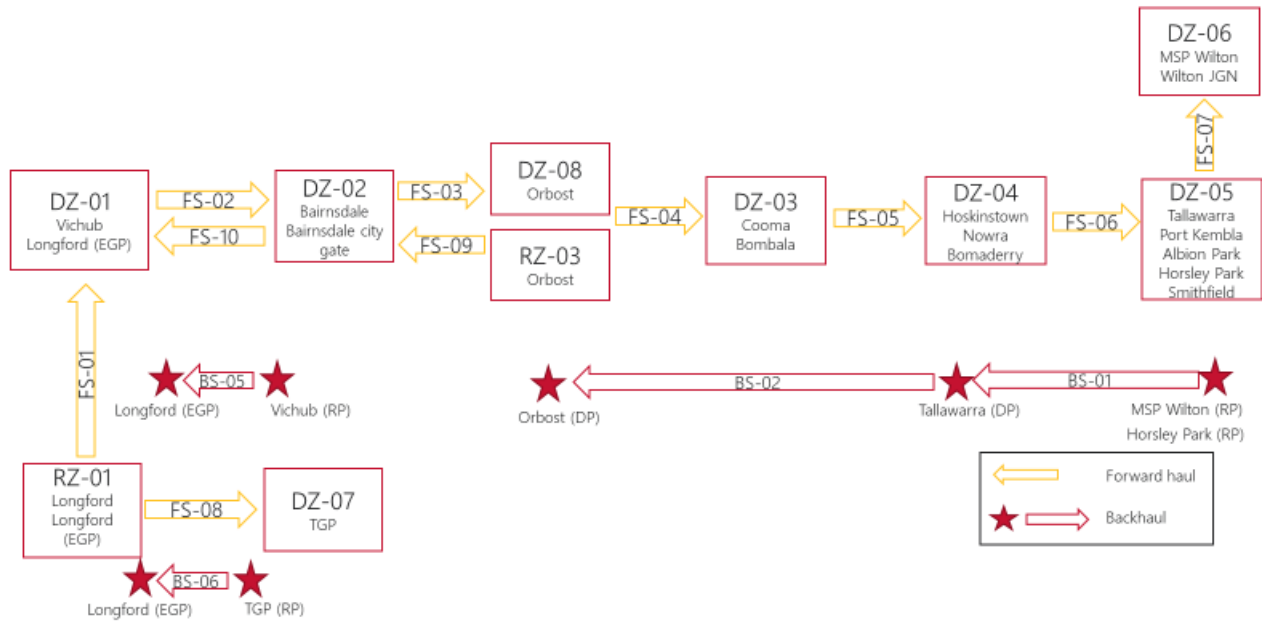 DZ-06
MSP Wilton
Wilton JGN
FS-07
DZ-01
Vichub
Longford (EGP)
FS-02
FS-10
DZ-02
Bairnsdale
Bairnsdale city
gate
FS-03
FS-09
DZ-08
Orbost
RZ-03
Orbost
FS-04
DZ-03
Cooma
Bombala
FS-05
DZ-04
Hoskinstown
Nowra
Bomaderry
FS-06
DZ-05
Tallawarra
Port Kembla
Albion Park
Horsley Park
Smithfield
FS-01
BS-05
Longford (EGP)
Vichub (RP)
BS-02
Orbost (DP)
Tallawarra (DP)
BS-01
MSP Wilton (RP)
Horsley Park (RP)
RZ-01
Longford
Longford
(EGP)
FS-08
DZ-07
TGP
BS-06
Longford (EGP)
TGP (RP)
Forward haul
Backhaul